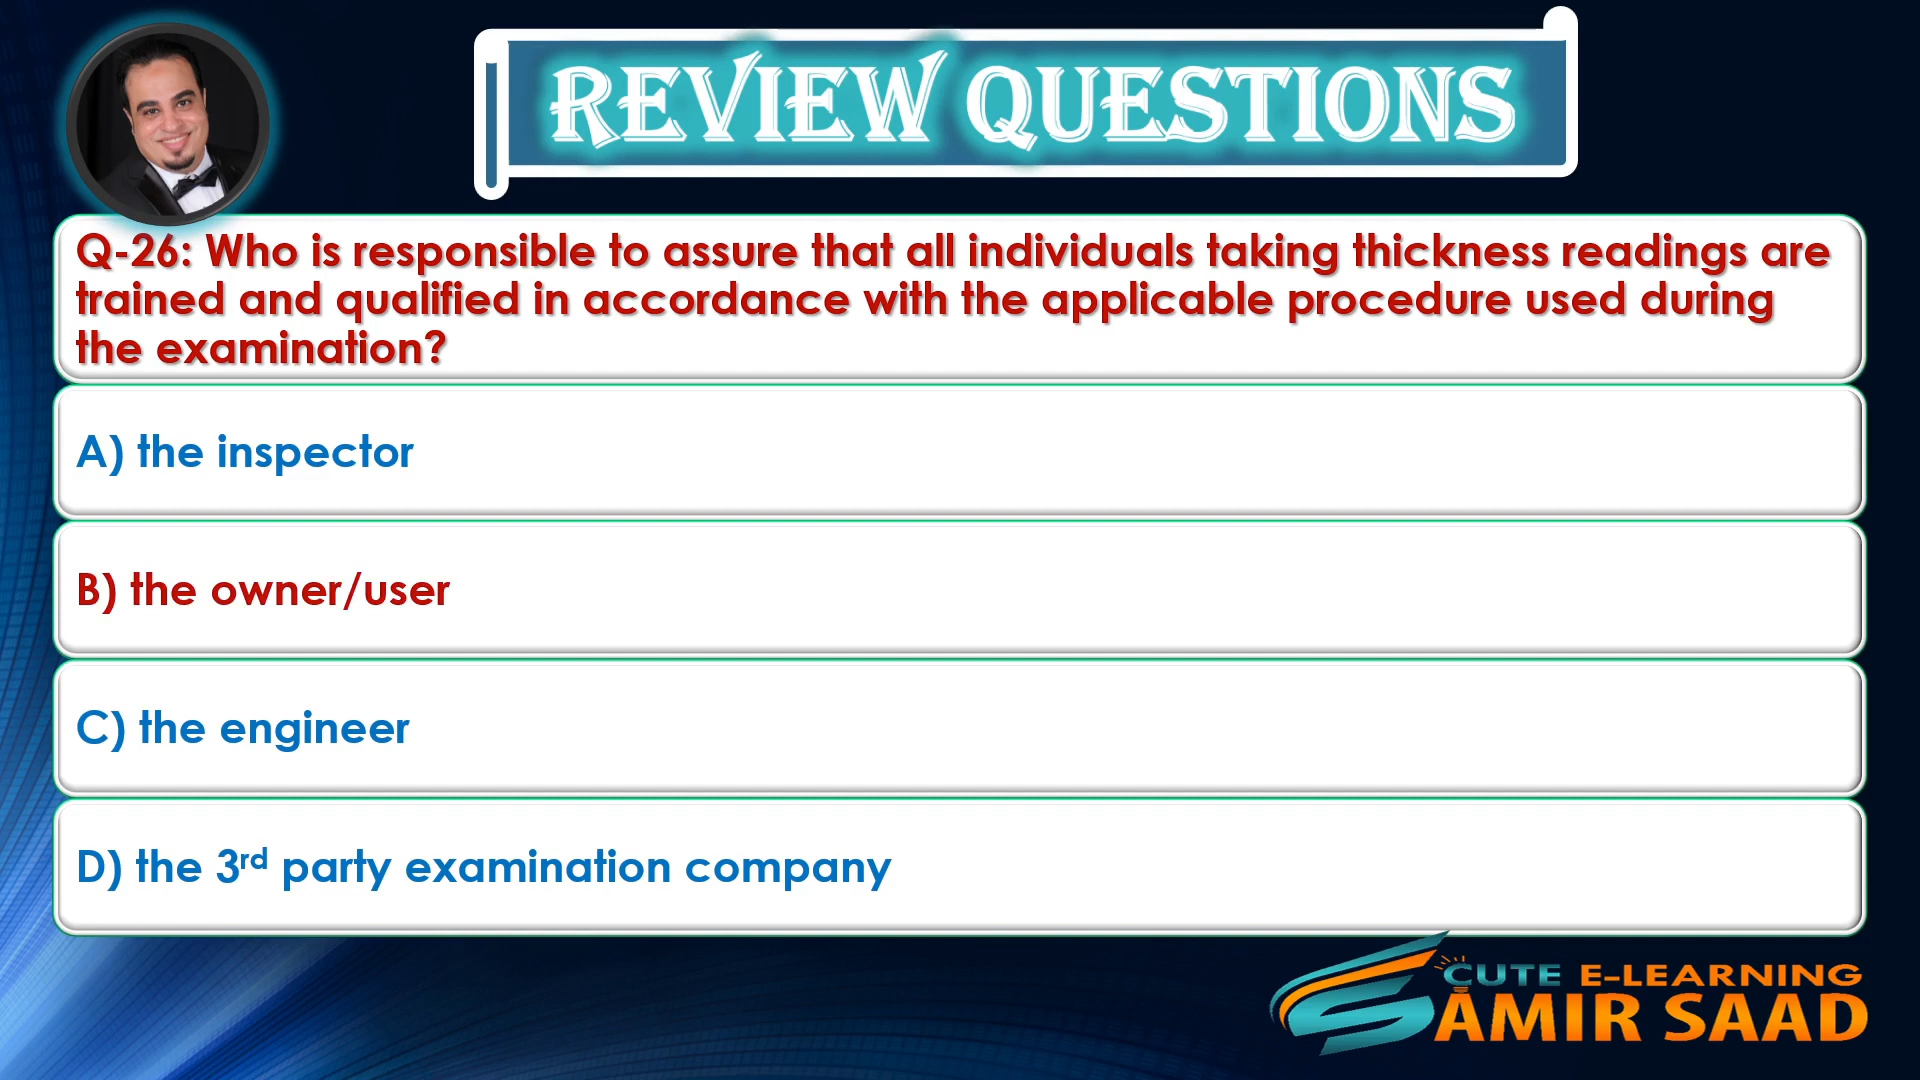 REVIEW QUESTIONS
Q-26: Who is responsible to assure that all individuals taking thickness readings are
trained and qualified in accordance with the applicable procedure used during
the examination?
A) the inspector
B) the owner/user
C) the engineer
D) the 3rd party examination company
CUTE E-LEARNING
AMIR SAAD